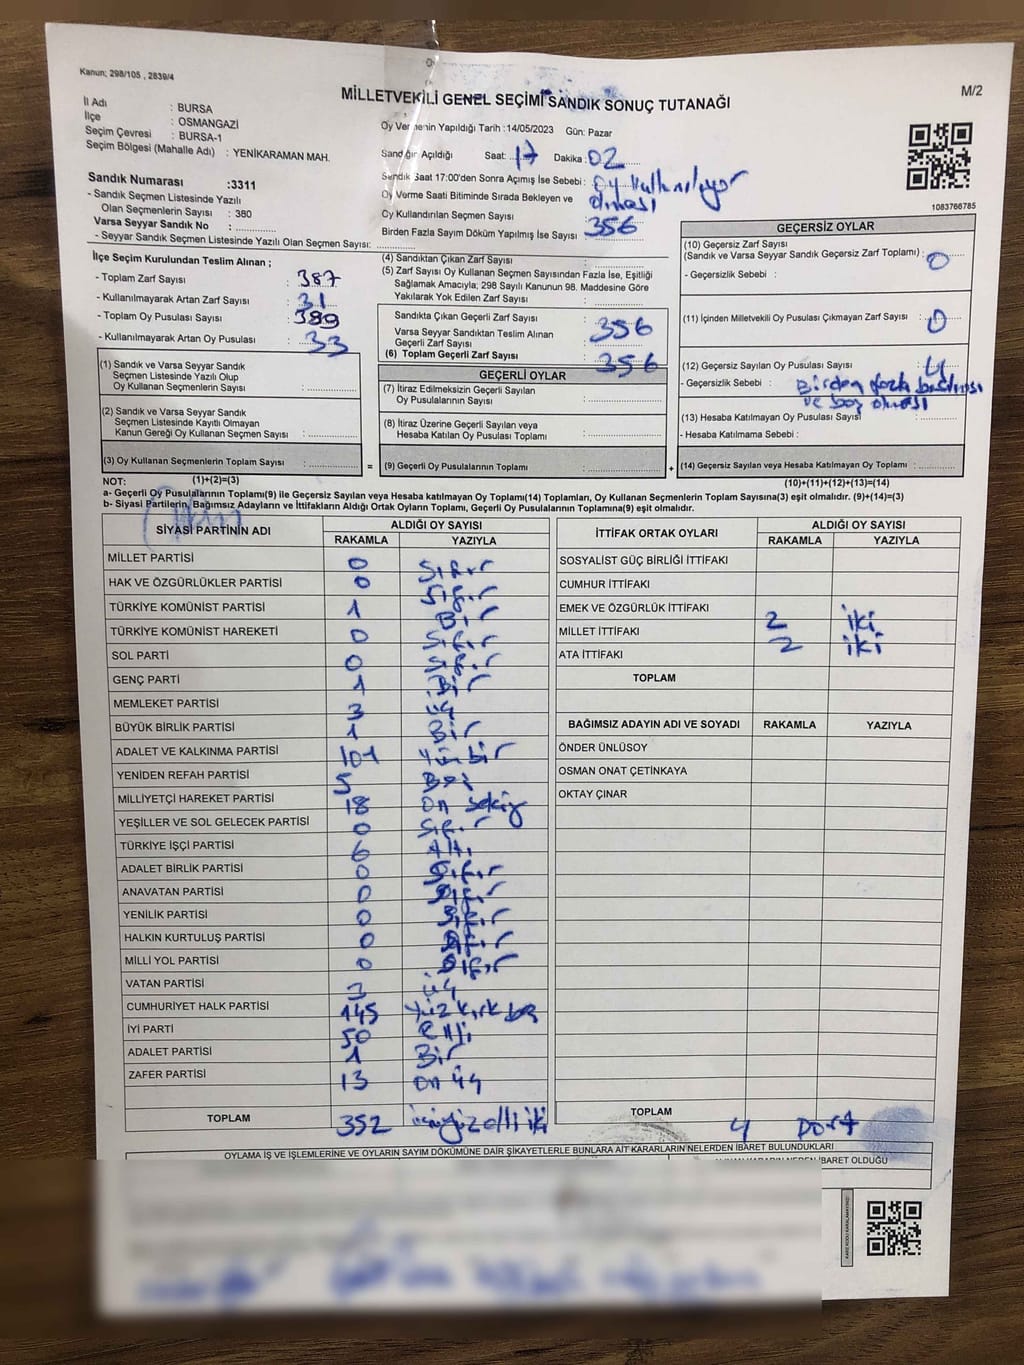 Kanun; 298/105 , 2839/4
MİLLETVEKİLİ GENEL SEÇİMİ SANDIK SONUÇ TUTANAĞI
M/2
İl Adı : BURSA
İlçe : OSMANGAZİ
Seçim Çevresi : BURSA-1
Seçim Bölgesi (Mahalle Adı) : YENİKARAMAN MAH.
Sandık Numarası :3311
- Sandık Seçmen Listesinde Yazılı
Olan Seçmenlerin Sayısı : 380
Varsa Seyyar Sandık No :
- Seyyar Sandık Seçmen Listesinde Yazılı Olan Seçmen Sayısı:
Oy Vermenin Yapıldığı Tarih :14/05/2023 Gün: Pazar
Sandığın Açıldığı Saat: 17 Dakika : 02
Sandık Saat 17:00'den Sonra Açımış İse Sebebi : Oy kullanılıyor
Oy Verme Saati Bitiminde Sırada Bekleyen ve olması
Oy Kullandırılan Seçmen Sayısı
Birden Fazla Sayım Döküm Yapılmış İse Sayısı : 356
1083766785
İlçe Seçim Kurulundan Teslim Alınan ;
- Toplam Zarf Sayısı : 387
- Kullanılmayarak Artan Zarf Sayısı : 31
- Toplam Oy Pusulası Sayısı : 389
- Kullanılmayarak Artan Oy Pusulası : 33
(4) Sandıktan Çıkan Zarf Sayısı :
(5) Zarf Sayısı Oy Kullanan Seçmen Sayısından Fazla İse, Eşitliği
Sağlamak Amacıyla; 298 Sayılı Kanunun 98. Maddesine Göre
Yakılarak Yok Edilen Zarf Sayısı :
Sandıkta Çıkan Geçerli Zarf Sayısı : 356
Varsa Seyyar Sandıktan Teslim Alınan
Geçerli Zarf Sayısı :
(6) Toplam Geçerli Zarf Sayısı : 356
GEÇERSİZ OYLAR
(10) Geçersiz Zarf Sayısı
(Sandık ve Varsa Seyyar Sandık Geçersiz Zarf Toplamı) : 0
- Geçersizlik Sebebi :
(11) İçinden Milletvekili Oy Pusulası Çıkmayan Zarf Sayısı : 0
(12) Geçersiz Sayılan Oy Pusulası Sayısı : 4
- Geçersizlik Sebebi : Birden fazla basılması
ve boş olması
(13) Hesaba Katılmayan Oy Pusulası Sayısı :
- Hesaba Katılmama Sebebi :
(14) Geçersiz Sayılan veya Hesaba Katılmayan Oy Toplamı :
(10)+(11)+(12)+(13)=(14)
(1) Sandık ve Varsa Seyyar Sandık
Seçmen Listesinde Yazılı Olup
Oy Kullanan Seçmenlerin Sayısı :
(2) Sandık ve Varsa Seyyar Sandık
Seçmen Listesinde Kayıtlı Olmayan
Kanun Gereği Oy Kullanan Seçmen Sayısı :
(3) Oy Kullanan Seçmenlerin Toplam Sayısı :
(1)+(2)=(3)
GEÇERLİ OYLAR
(7) İtiraz Edilmeksizin Geçerli Sayılan
Oy Pusulalarının Sayısı :
(8) İtiraz Üzerine Geçerli Sayılan veya
Hesaba Katılan Oy Pusulası Toplamı :
= (9) Geçerli Oy Pusulalarının Toplamı : +
NOT:
a- Geçerli Oy Pusulalarının Toplamı(9) ile Geçersiz Sayılan veya Hesaba katılmayan Oy Toplamı(14) Toplamları, Oy Kullanan Seçmenlerin Toplam Sayısına(3) eşit olmalıdır. (9)+(14)=(3)
b- Siyasi Partilerin, Bağımsız Adayların ve İttifakların Aldığı Ortak Oyların Toplamı, Geçerli Oy Pusulalarının Toplamına(9) eşit olmalıdır.
SİYASİ PARTİNİN ADI ALDIĞI OY SAYISI
RAKAMLA YAZIYLA
MİLLET PARTİSİ 0 Sıfır
HAK VE ÖZGÜRLÜKLER PARTİSİ 0 Sıfır
TÜRKİYE KOMÜNİST PARTİSİ 1 Bir
TÜRKİYE KOMÜNİST HAREKETİ 0 Sıfır
SOL PARTİ 0 Sıfır
GENÇ PARTİ 1 Bir
MEMLEKET PARTİSİ 3 üç
BÜYÜK BİRLİK PARTİSİ 1 Bir
ADALET VE KALKINMA PARTİSİ 101 yüz bir
YENİDEN REFAH PARTİSİ 5 Beş
MİLLİYETÇİ HAREKET PARTİSİ 18 On sekiz
YEŞİLLER VE SOL GELECEK PARTİSİ 0 Sıfır
TÜRKİYE İŞÇİ PARTİSİ 6 Altı
ADALET BİRLİK PARTİSİ 0 Sıfır
ANAVATAN PARTİSİ 0 Sıfır
YENİLİK PARTİSİ 0 Sıfır
HALKIN KURTULUŞ PARTİSİ 0 Sıfır
MİLLİ YOL PARTİSİ 0 Sıfır
VATAN PARTİSİ 3 üç
CUMHURİYET HALK PARTİSİ 145 yüz kırk beş
İYİ PARTİ 50 Elli
ADALET PARTİSİ 1 Bir
ZAFER PARTİSİ 13 on üç
TOPLAM 352
İTTİFAK ORTAK OYLARI ALDIĞI OY SAYISI
RAKAMLA YAZIYLA
SOSYALİST GÜÇ BİRLİĞİ İTTİFAKI
CUMHUR İTTİFAKI
EMEK VE ÖZGÜRLÜK İTTİFAKI 2 iki
MİLLET İTTİFAKI 2 iki
ATA İTTİFAKI
TOPLAM
BAĞIMSIZ ADAYIN ADI VE SOYADI RAKAMLA YAZIYLA
ÖNDER ÜNLÜSOY
OSMAN ONAT ÇETİNKAYA
OKTAY ÇINAR
TOPLAM 4 Dört
OYLAMA İŞ VE İŞLEMLERİNE VE OYLARIN SAYIM DÖKÜMÜNE DAİR ŞİKAYETLERLE BUNLARA AİT KARARLARIN NELERDEN İBARET BULUNDUKLARI
İBARET OLDUĞU